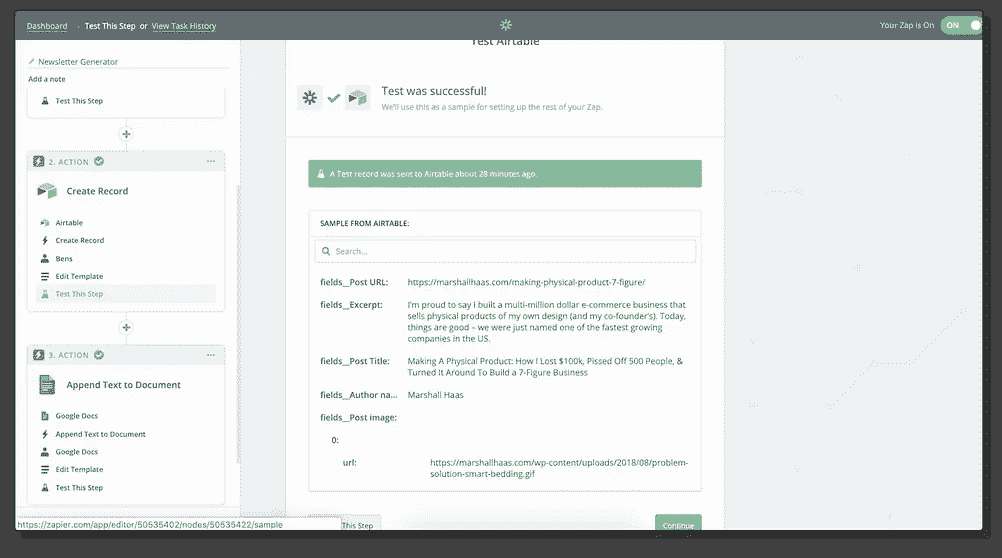 Dashboard · Test This Step or View Task History
Your Zap is On
ON
Newsletter Generator
Add a note
Test This Step
2. ACTION
Create Record
Airtable
Create Record
Bens
Edit Template
Test This Step
3. ACTION
Append Text to Document
Google Docs
Append Text to Document
Google Docs
Edit Template
Test This Step
https://zapier.com/app/editor/50535402/nodes/50535422/sample
Test Airtable
Test was successful!
We'll use this as a sample for setting up the rest of your Zap.
A Test record was sent to Airtable about 28 minutes ago.
SAMPLE FROM AIRTABLE:
Search...
fields__Post URL: https://marshallhaas.com/making-physical-product-7-figure/
fields__Excerpt: I'm proud to say I built a multi-million dollar e-commerce business that
sells physical products of my own design (and my co-founder's). Today,
things are good – we were just named one of the fastest growing
companies in the US.
fields__Post Title: Making A Physical Product: How I Lost $100k, Pissed Off 500 People, &
Turned It Around To Build a 7-Figure Business
fields__Author na... Marshall Haas
fields__Post image:
0:
url: https://marshallhaas.com/wp-content/uploads/2018/08/problem-
solution-smart-bedding.gif
This Step
Continue